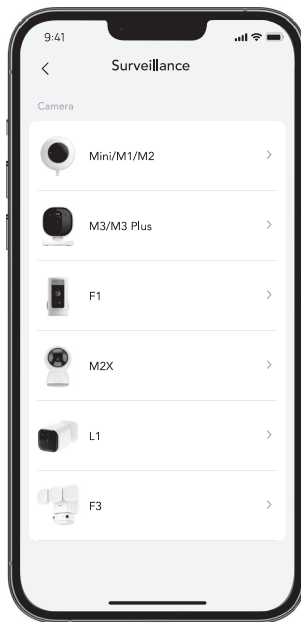 9:41
Surveillance
Camera
Mini/M1/M2
M3/M3 Plus
F1
M2X
L1
F3